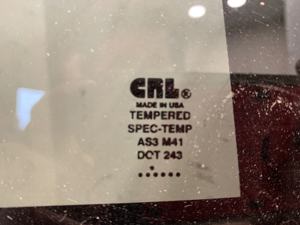 CRL®
MADE IN USA
TEMPERED
SPEC-TEMP
AS3 M41
DOT 243